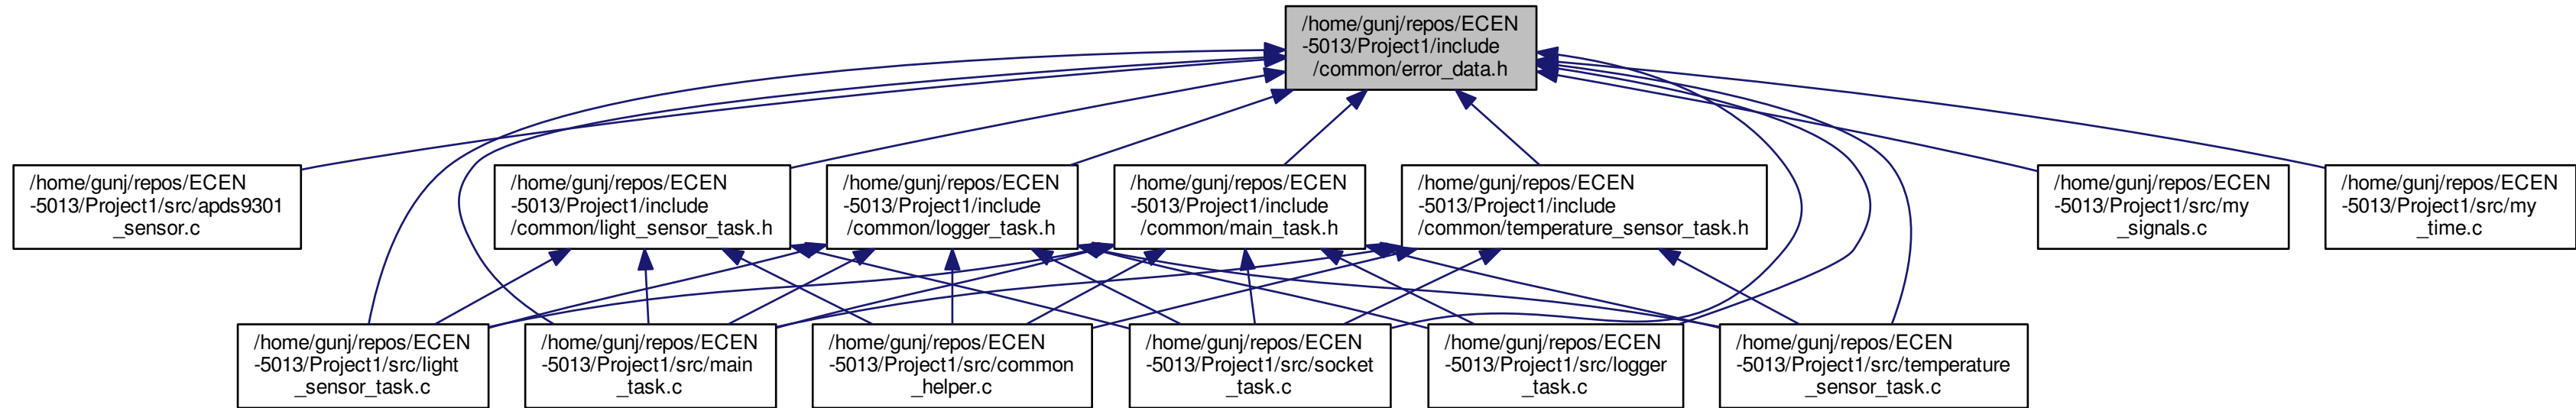 /home/gunj/repos/ECEN
-5013/Project1/include
/common/error_data.h
/home/gunj/repos/ECEN
-5013/Project1/src/apds9301
_sensor.c
/home/gunj/repos/ECEN
-5013/Project1/include
/common/light_sensor_task.h
/home/gunj/repos/ECEN
-5013/Project1/include
/common/logger_task.h
/home/gunj/repos/ECEN
-5013/Project1/include
/common/main_task.h
/home/gunj/repos/ECEN
-5013/Project1/include
/common/temperature_sensor_task.h
/home/gunj/repos/ECEN
-5013/Project1/src/my
_signals.c
/home/gunj/repos/ECEN
-5013/Project1/src/my
_time.c
/home/gunj/repos/ECEN
-5013/Project1/src/light
_sensor_task.c
/home/gunj/repos/ECEN
-5013/Project1/src/main
_task.c
/home/gunj/repos/ECEN
-5013/Project1/src/common
_helper.c
/home/gunj/repos/ECEN
-5013/Project1/src/socket
_task.c
/home/gunj/repos/ECEN
-5013/Project1/src/logger
_task.c
/home/gunj/repos/ECEN
-5013/Project1/src/temperature
_sensor_task.c